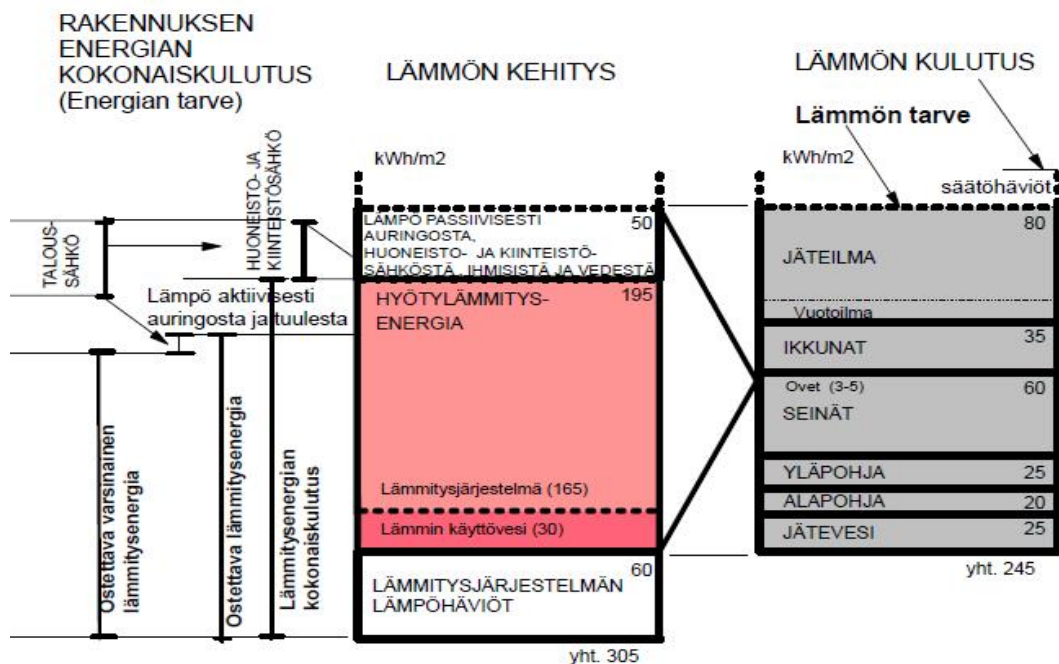 RAKENNUKSEN
ENERGIAN
KOKONAISKULUTUS
(Energian tarve)
LÄMMÖN KEHITYS
LÄMMÖN KULUTUS
Lämmön tarve
kWh/m2
kWh/m2
säätöhäviöt
TALOUS-
SÄHKÖ
HUONEISTO- JA
KIINTEISTÖSÄHKÖ
Lämpö aktiivisesti
auringosta ja tuulesta
Ostettava varsinainen
lämmitysenergia
Ostettava lämmitysenergia
Lämmitysenergian
kokonaiskulutus
LÄMPÖ PASSIIVISESTI 50
AURINGOSTA,
HUONEISTO- JA KIINTEISTÖ-
SÄHKÖSTÄ , IHMISISTÄ JA VEDESTÄ
HYÖTYLÄMMITYS- 195
ENERGIA
Lämmitysjärjestelmä (165)
Lämmin käyttövesi (30)
60
LÄMMITYSJÄRJESTELMÄN
LÄMPÖHÄVIÖT
yht. 305
80
JÄTEILMA
Vuotoilma
IKKUNAT 35
Ovet (3-5) 60
SEINÄT
YLÄPOHJA 25
ALAPOHJA 20
JÄTEVESI 25
yht. 245